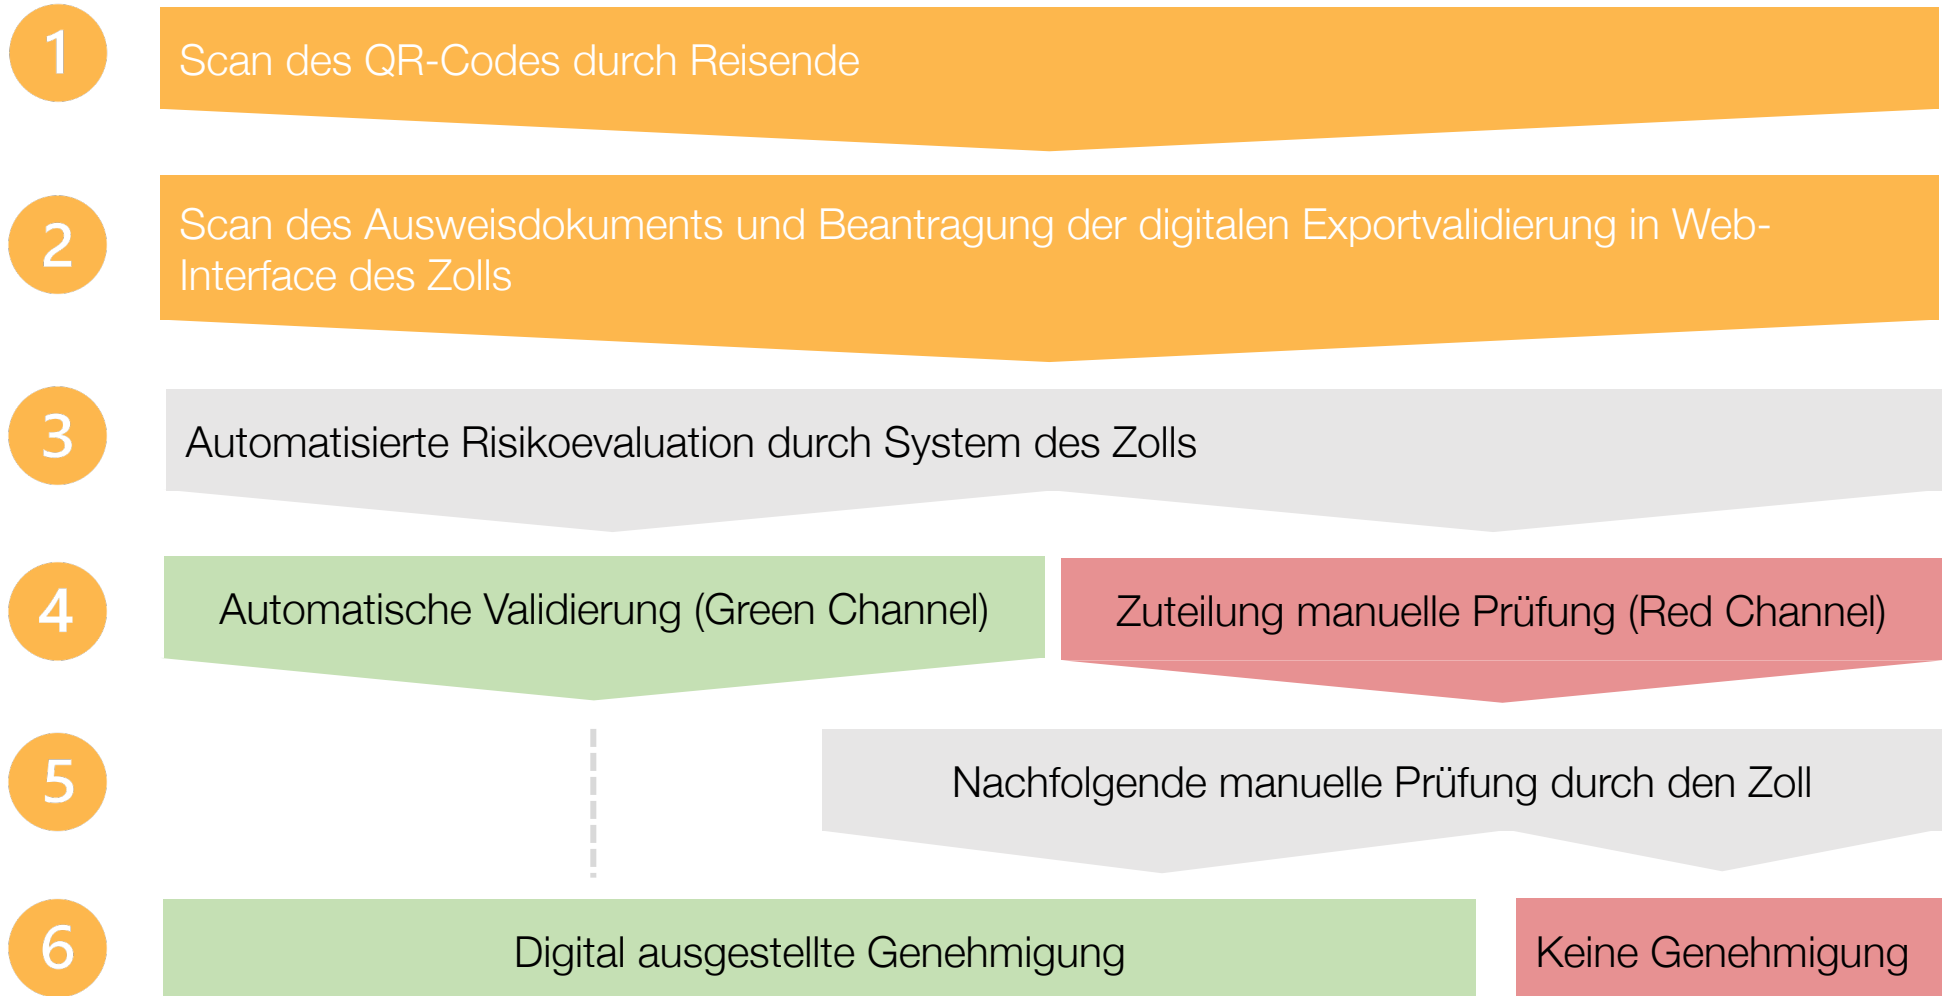 1
Scan des QR-Codes durch Reisende
2
Scan des Ausweisdokuments und Beantragung der digitalen Exportvalidierung in Web-
Interface des Zolls
3
Automatisierte Risikoevaluation durch System des Zolls
4
Automatische Validierung (Green Channel)
Zuteilung manuelle Prüfung (Red Channel)
5
Nachfolgende manuelle Prüfung durch den Zoll
6
Digital ausgestellte Genehmigung
Keine Genehmigung